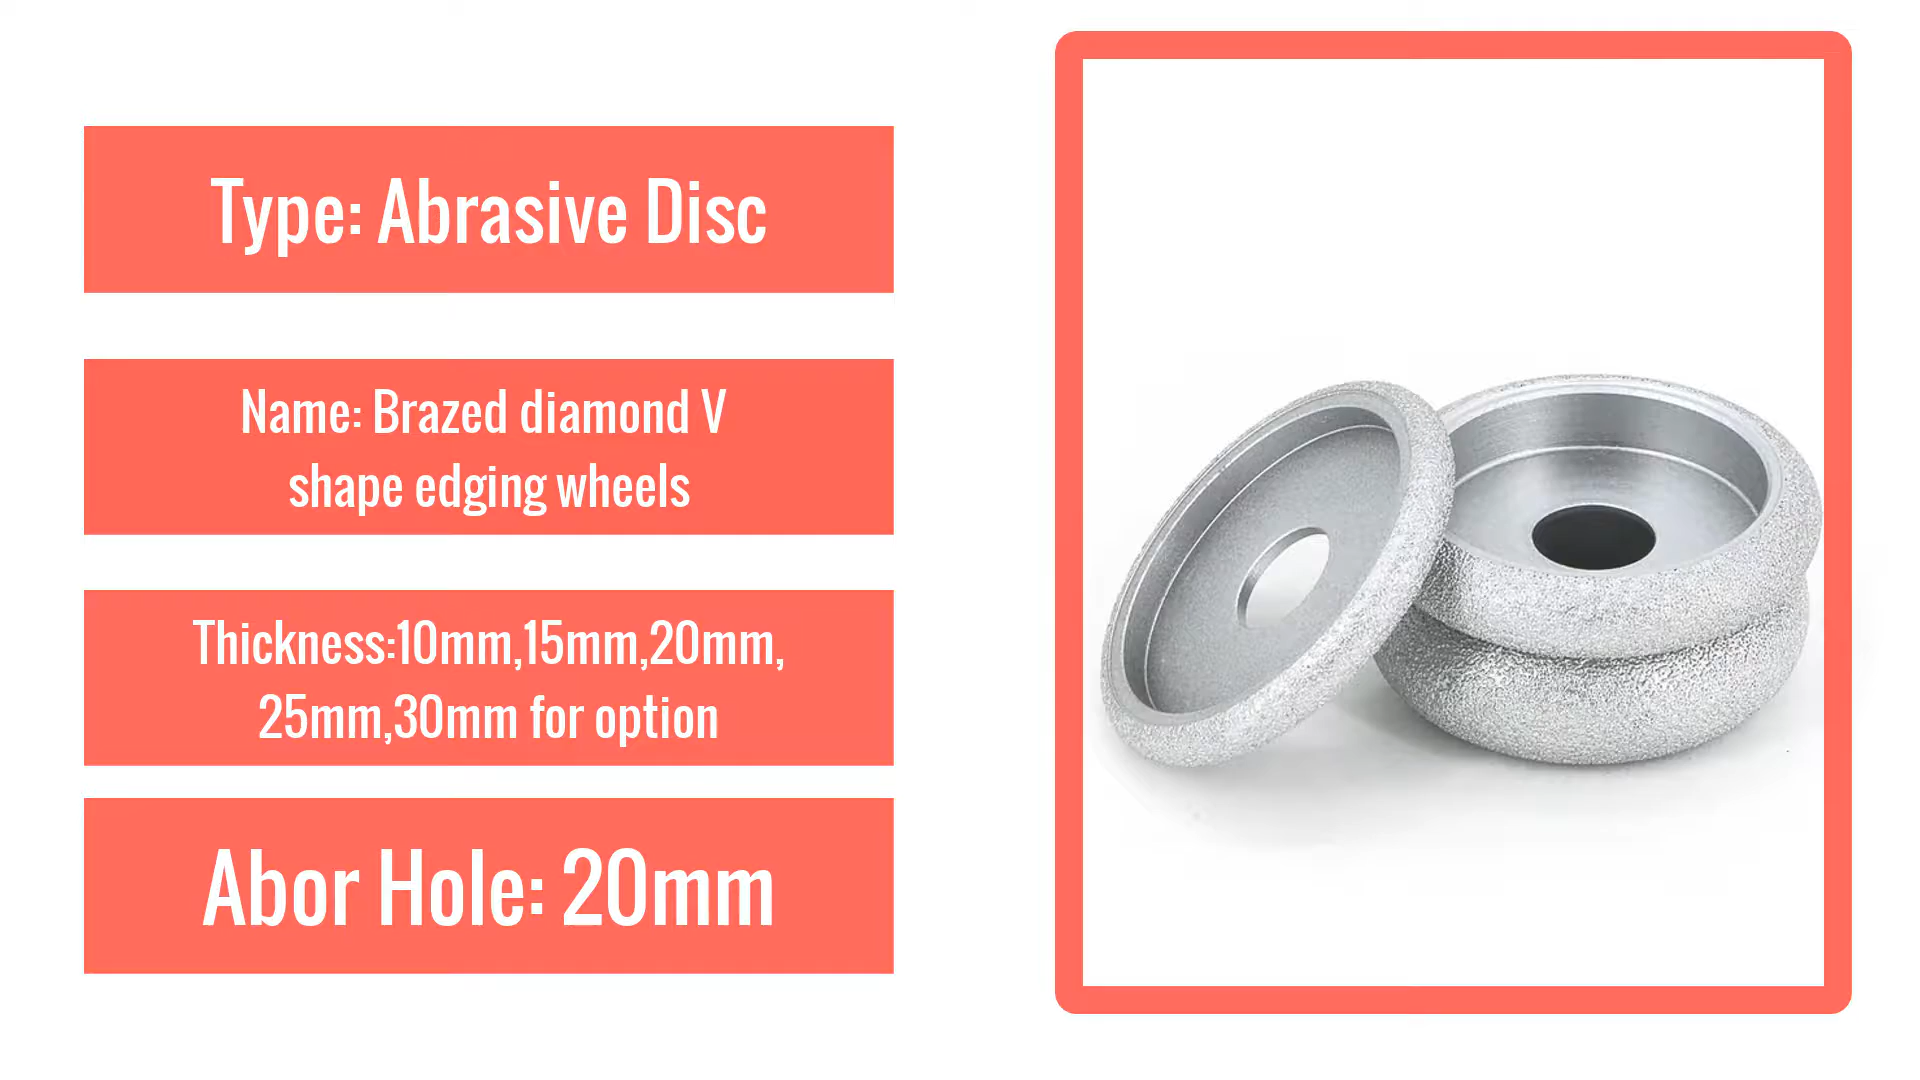 Type: Abrasive Disc
Name: Brazed diamond V
shape edging wheels
Thickness:10mm,15mm,20mm,
25mm,30mm for option
Abor Hole: 20mm